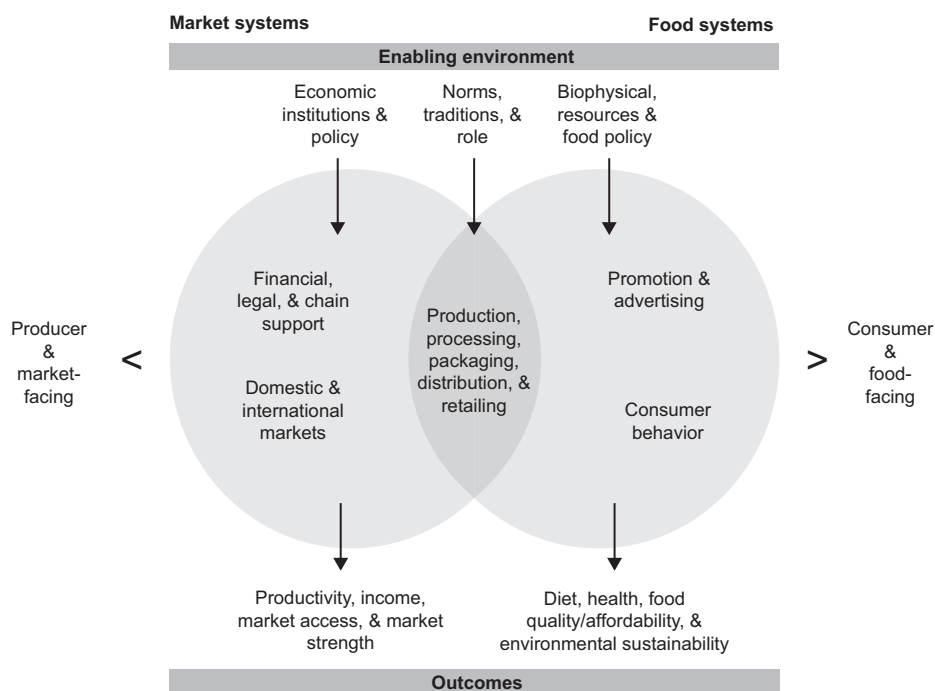 Market systems
Food systems
Enabling environment
Economic
institutions &
policy
Norms,
traditions, &
role
Biophysical,
resources &
food policy
Producer
&
market-
facing
<
Financial,
legal, & chain
support
Domestic &
international
markets
Production,
processing,
packaging,
distribution, &
retailing
Promotion &
advertising
Consumer
behavior
>
Consumer
&
food-
facing
Productivity, income,
market access, & market
strength
Diet, health, food
quality/affordability, &
environmental sustainability
Outcomes